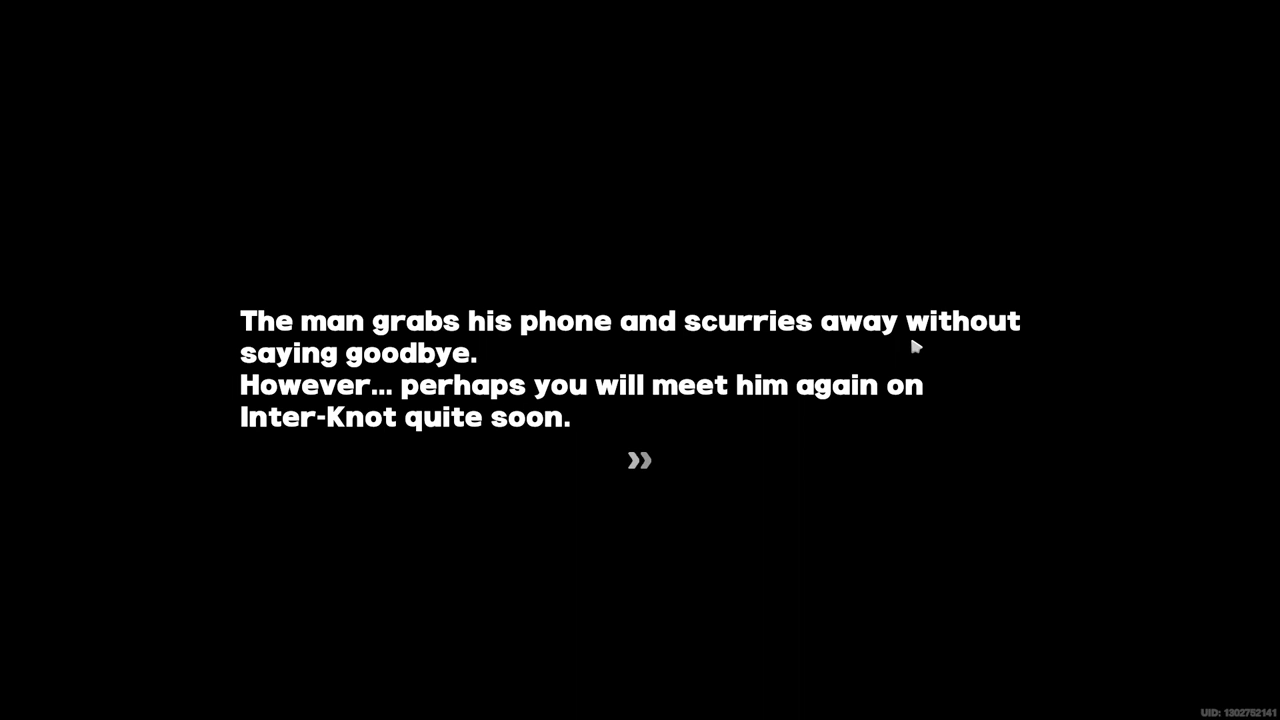 The man grabs his phone and scurries away without
saying goodbye.
However... perhaps you will meet him again on
Inter-Knot quite soon.
UID: 1302752141